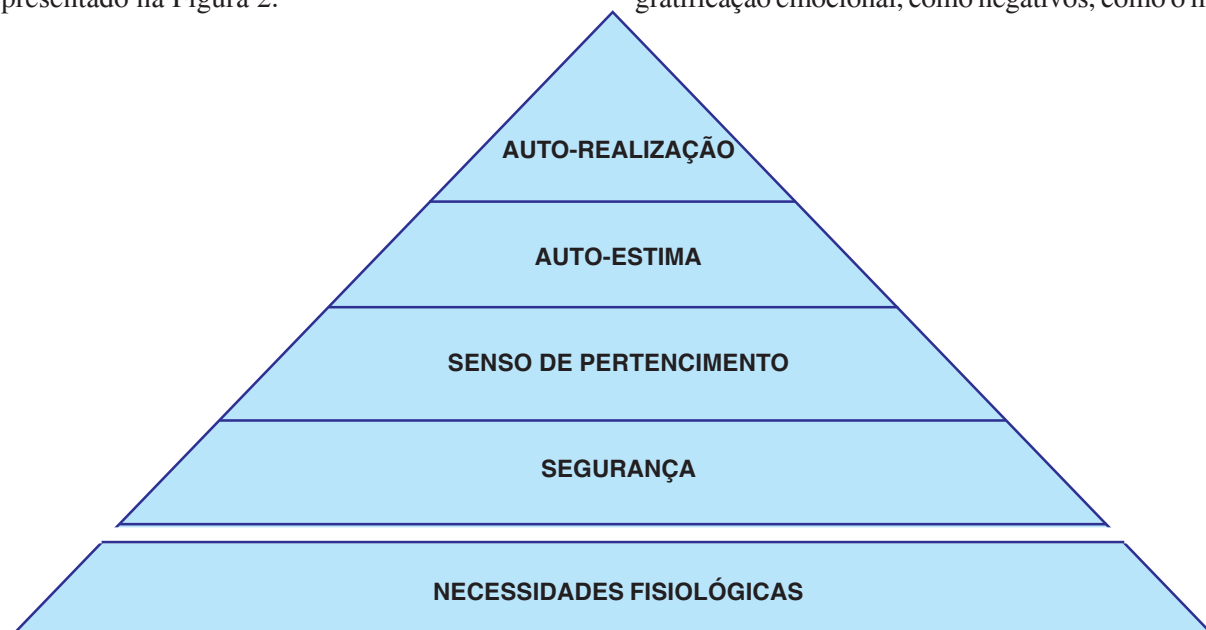 presentado na Figura 2.
gratificação emocional, como negativos, como o
AUTO-REALIZAÇÃO
AUTO-ESTIMA
SENSO DE PERTENCIMENTO
SEGURANÇA
NECESSIDADES FISIOLÓGICAS